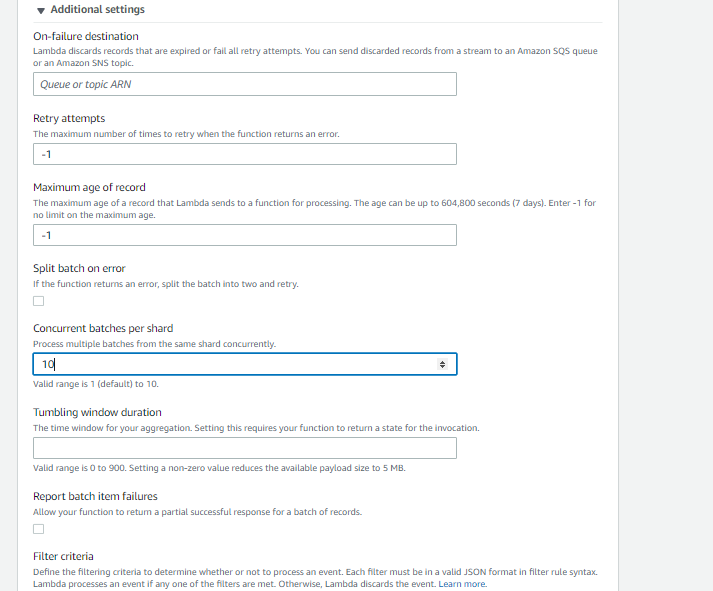 Additional settings
On-failure destination
Lambda discards records that are expired or fail all retry attempts. You can send discarded records from a stream to an Amazon SQS queue
or an Amazon SNS topic.
Queue or topic ARN
Retry attempts
The maximum number of times to retry when the function returns an error.
-1
Maximum age of record
The maximum age of a record that Lambda sends to a function for processing. The age can be up to 604,800 seconds (7 days). Enter -1 for
no limit on the maximum age.
-1
Split batch on error
If the function returns an error, split the batch into two and retry.
Concurrent batches per shard
Process multiple batches from the same shard concurrently.
10
Valid range is 1 (default) to 10.
Tumbling window duration
The time window for your aggregation. Setting this requires your function to return a state for the invocation.
Valid range is 0 to 900. Setting a non-zero value reduces the available payload size to 5 MB.
Report batch item failures
Allow your function to return a partial successful response for a batch of records.
Filter criteria
Define the filtering criteria to determine whether or not to process an event. Each filter must be in a valid JSON format in filter rule syntax.
Lambda processes an event if any one of the filters are met. Otherwise, Lambda discards the event. Learn more.